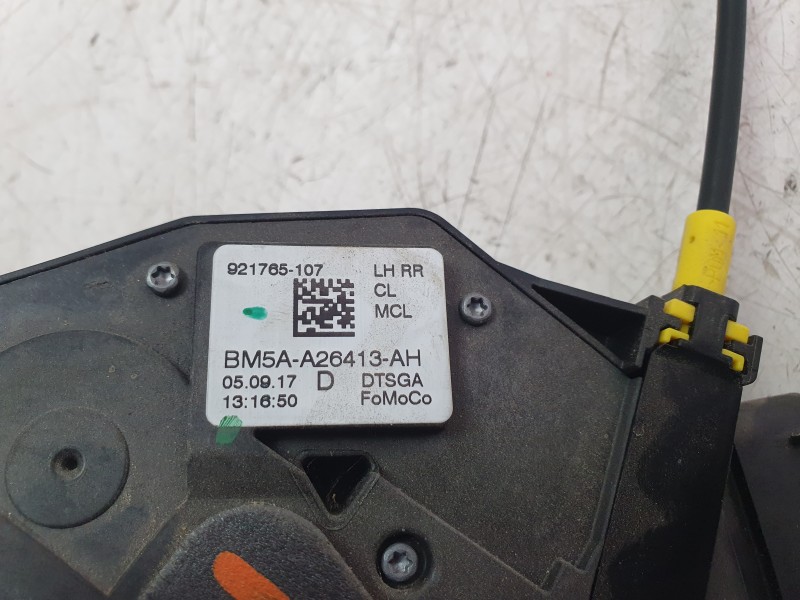 921765-107 LH RR
CL
MCL
BM5A-A26413-AH
05.09.17 D DTSGA
13:16:50 FoMoCo